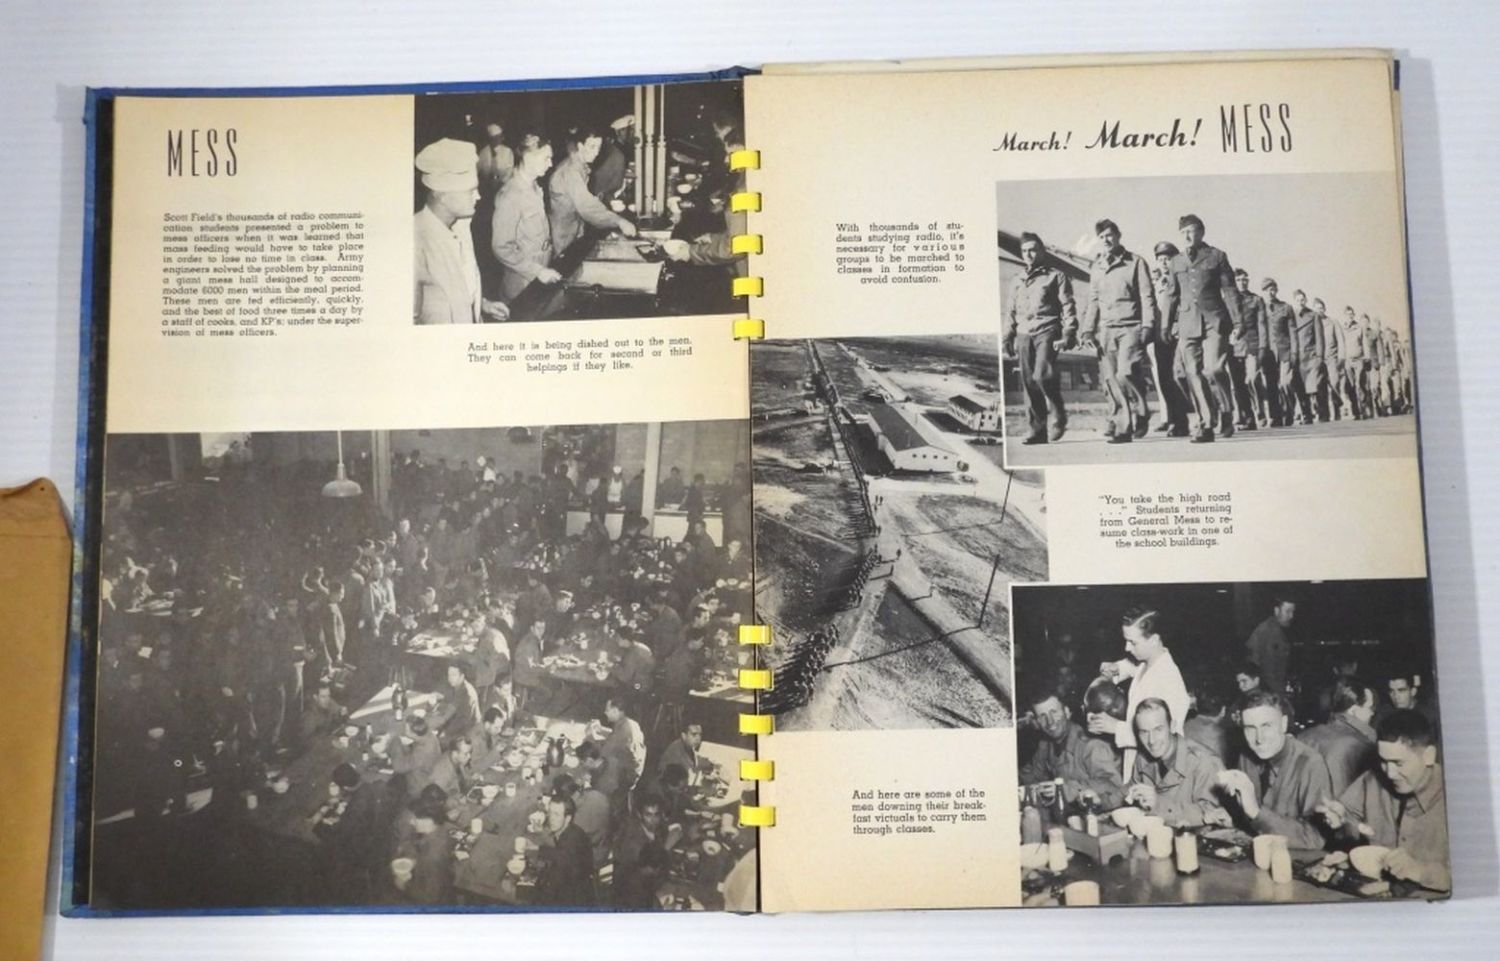 MESS
Scott Field's thousands of radio communi-
cation students presented a problem to
mess officers when it was learned that
mass feeding would have to take place
in order to lose no time in class. Army
engineers solved the problem by planning
a giant mess hall designed to accom-
modate 6000 men within the meal period.
These men are fed efficiently, quickly,
and the best of food three times a day by
a staff of cooks, and KP's; under the super-
vision of mess officers.
And here it is being dished out to the men.
They can come back for second or third
helpings if they like.
March! March! MESS
With thousands of stu-
dents studying radio, it's
necessary for various
groups to be marched to
classes in formation to
avoid confusion.
"You take the high road
. . ." Students returning
from General Mess to re-
sume class-work in one of
the school buildings.
And here are some of the
men downing their break-
fast victuals to carry them
through classes.